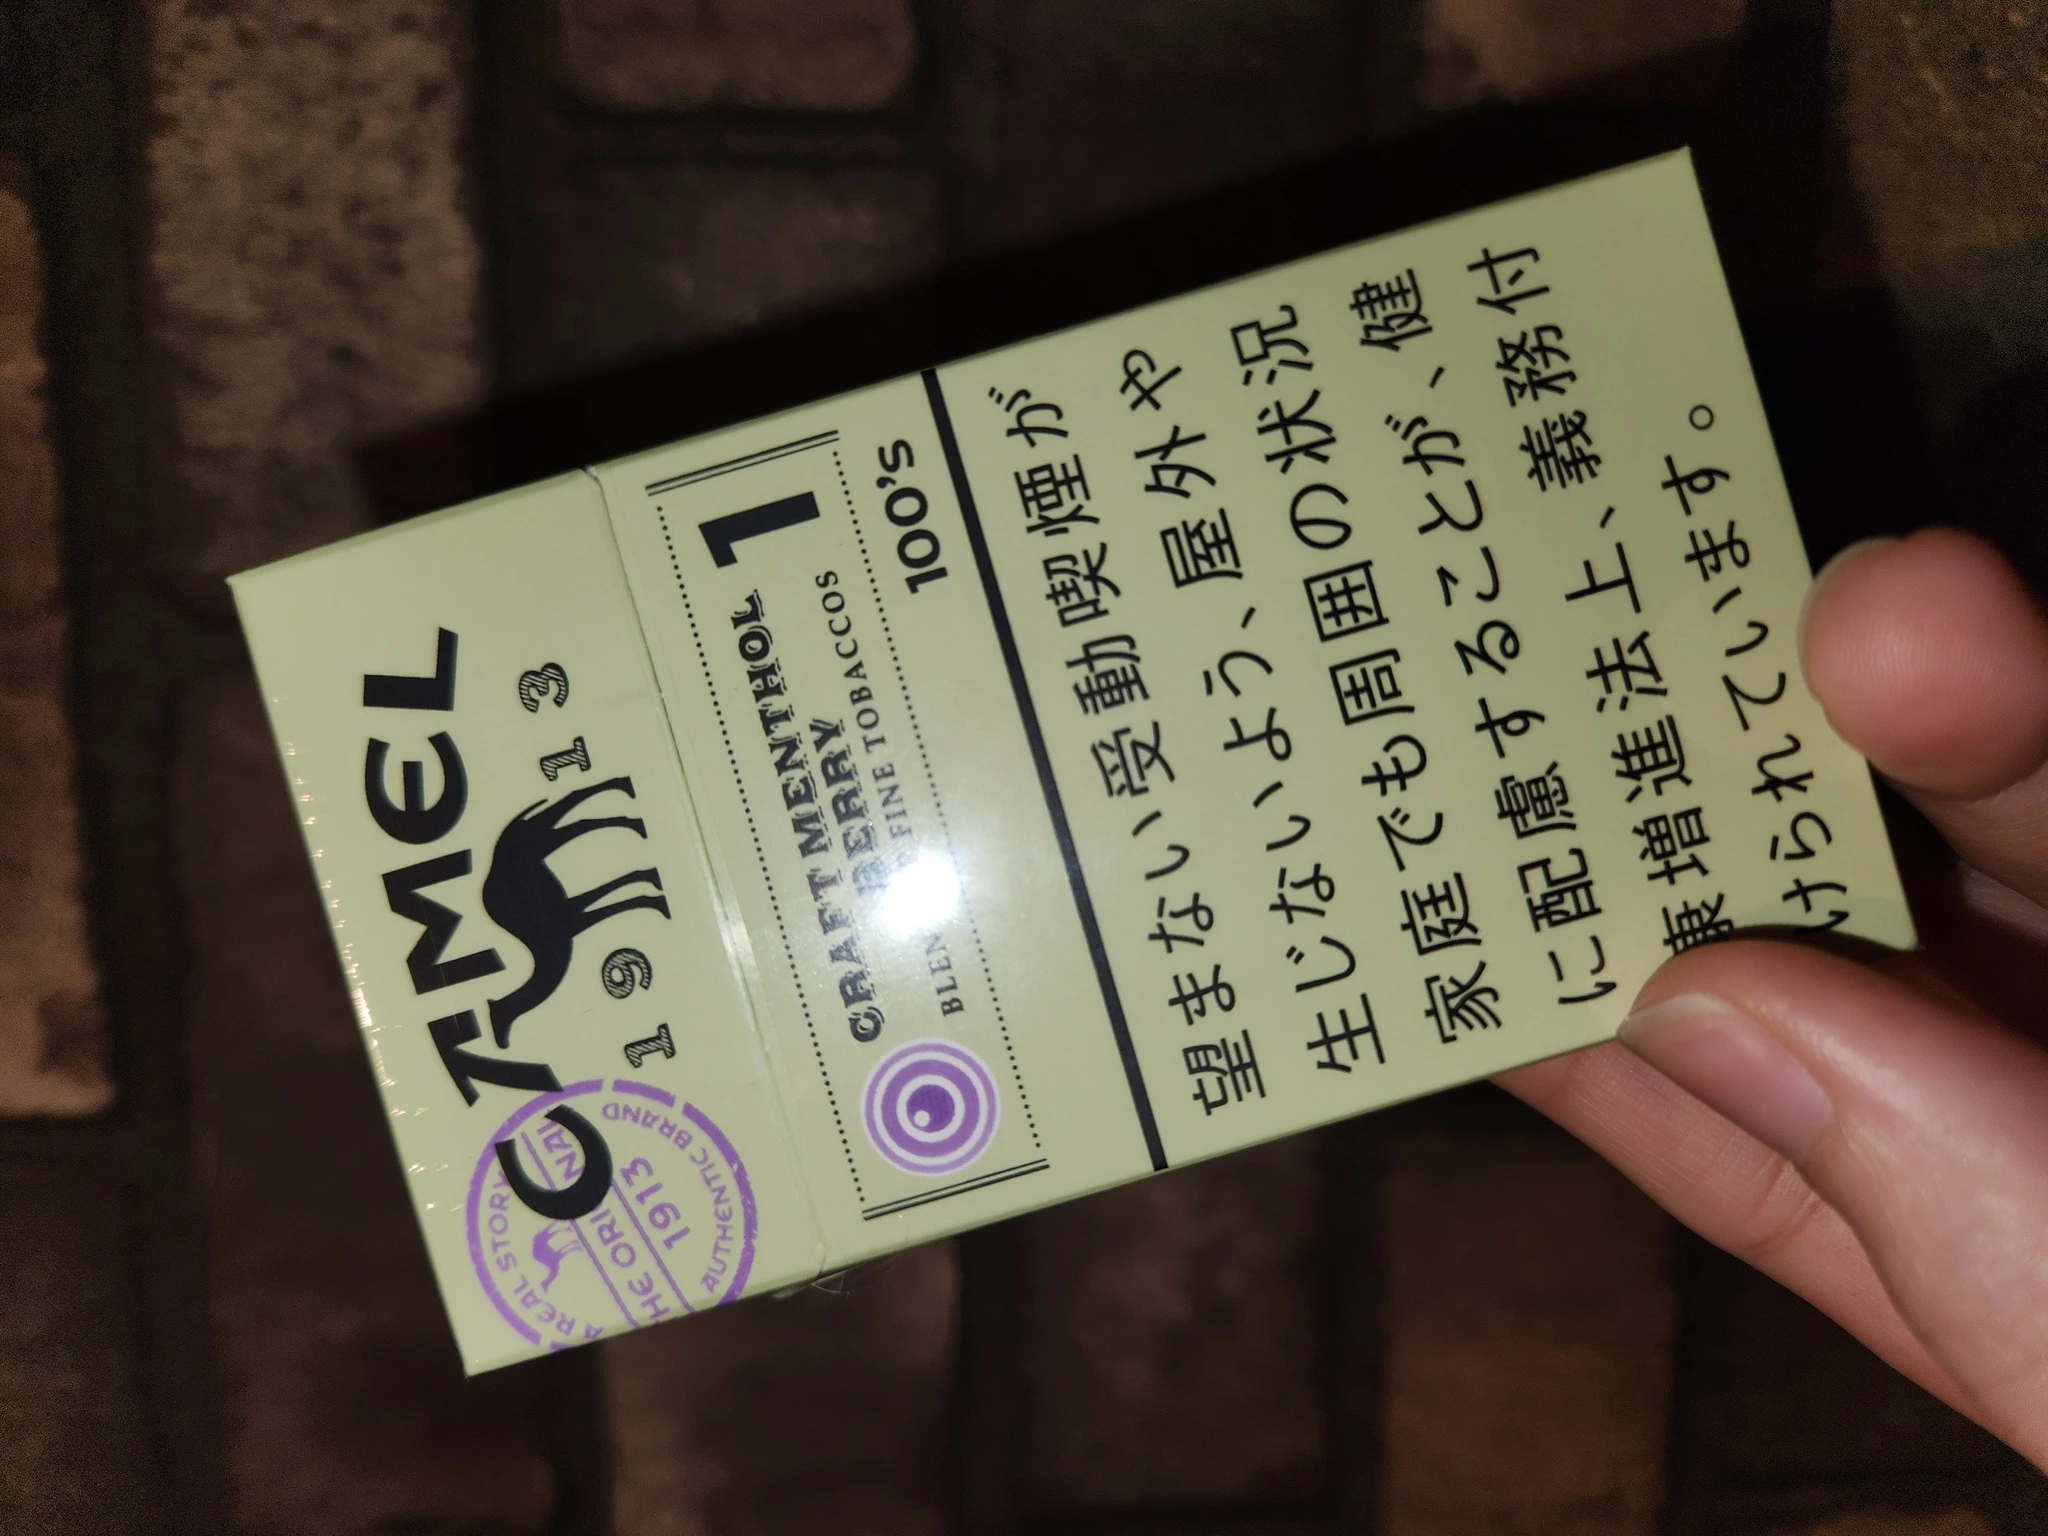 CAMEL
1913
A REAL STORY
THE ORIGINAL
1913
AUTHENTIC BRAND
CRAFT MENTHOL 1
BERRY
FINE TOBACCOS
100's
望まない受動喫煙が
生じないよう、屋外や
家庭でも周囲の状況
に配慮することが、健
康増進法上、義務付
けられています。